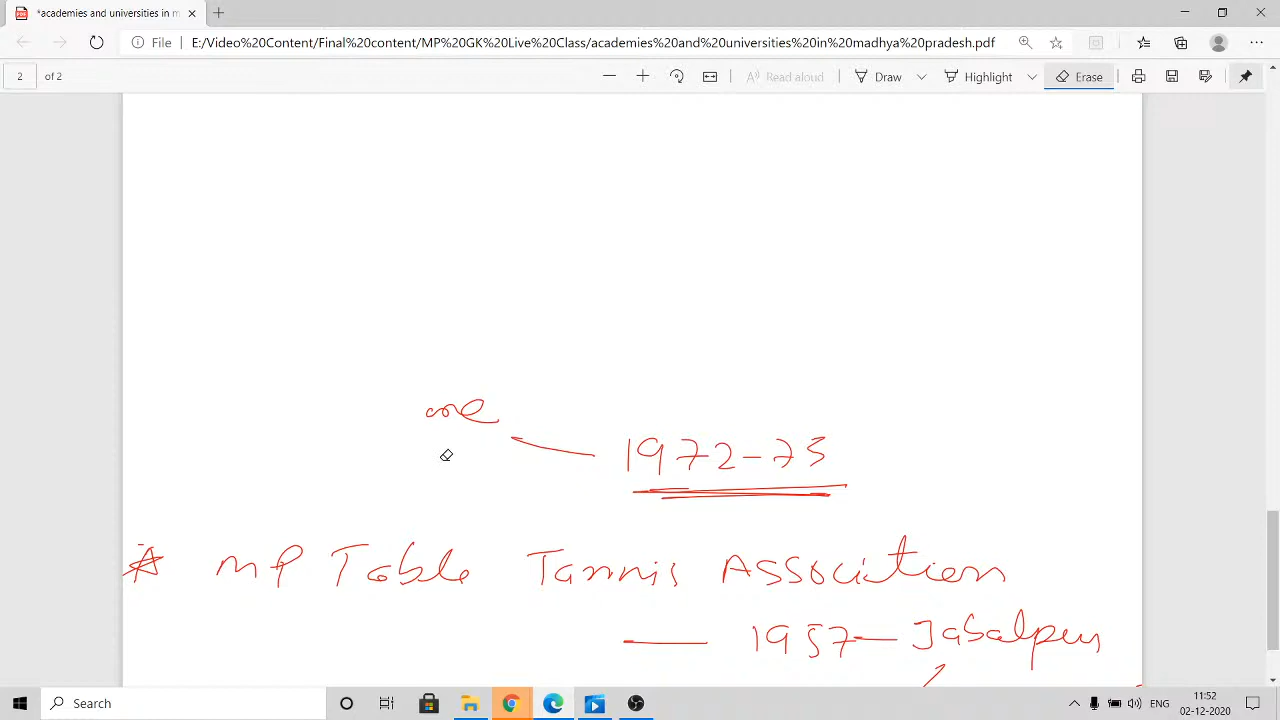 *academies and universities in m
File E:/Video%20Content/Final%20content/MP%20GK%20Live%20Class/academies%20and%20universities%20in%20madhya%20pradesh.pdf
2 of 2 Read aloud Draw Highlight Erase
1972-75
MP Table Tannis Association
1957 Jabalpur
Search ENG 11:52
02-12-2020